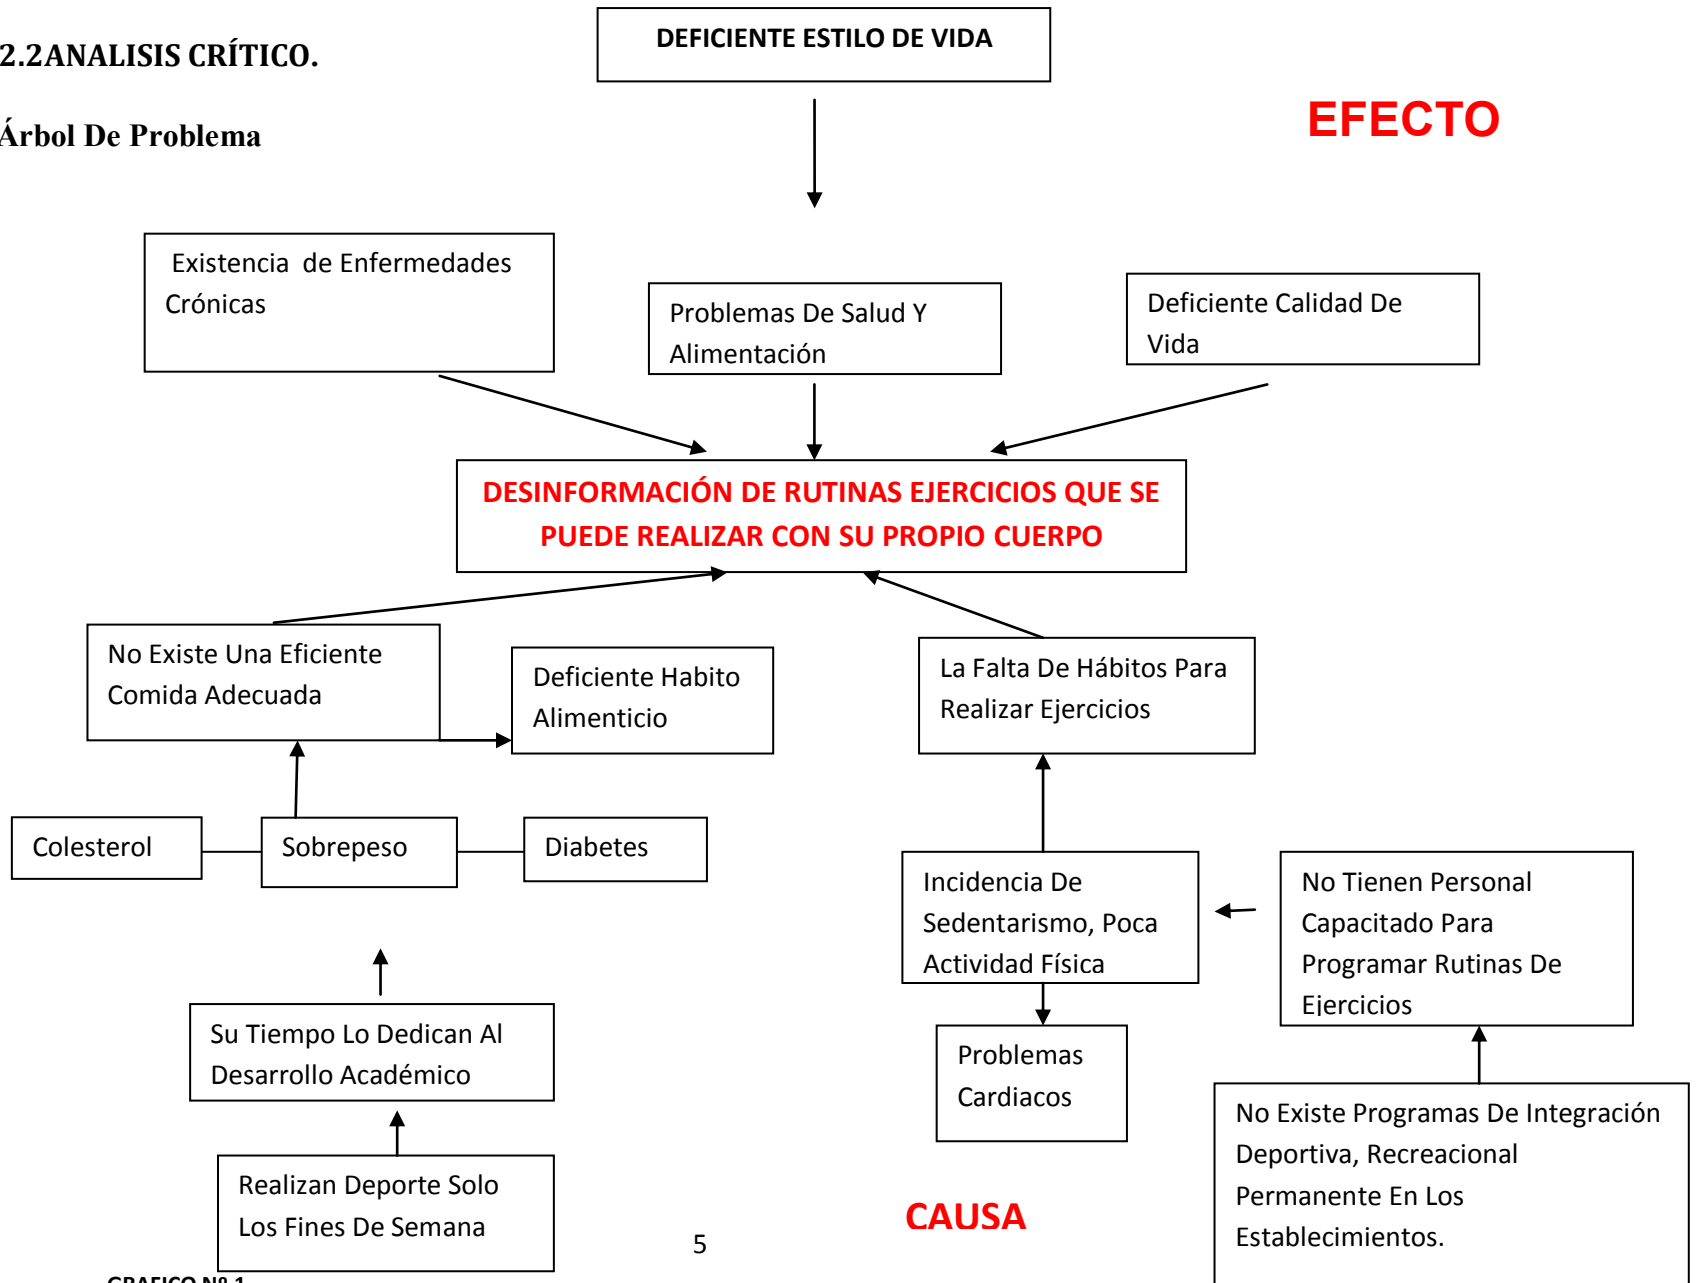 DEFICIENTE ESTILO DE VIDA
2.2ANALISIS CRÍTICO.
EFECTO
Árbol De Problema
Existencia de Enfermedades
Crónicas
Problemas De Salud Y
Alimentación
Deficiente Calidad De
Vida
DESINFORMACIÓN DE RUTINAS EJERCICIOS QUE SE
PUEDE REALIZAR CON SU PROPIO CUERPO
No Existe Una Eficiente
Comida Adecuada
Deficiente Habito
Alimenticio
La Falta De Hábitos Para
Realizar Ejercicios
Colesterol
Sobrepeso
Diabetes
Incidencia De
Sedentarismo, Poca
Actividad Física
No Tienen Personal
Capacitado Para
Programar Rutinas De
Ejercicios
Su Tiempo Lo Dedican Al
Desarrollo Académico
Problemas
Cardiacos
No Existe Programas De Integración
Deportiva, Recreacional
Permanente En Los
Establecimientos.
Realizan Deporte Solo
Los Fines De Semana
CAUSA
5
GRAFICO Nº 1